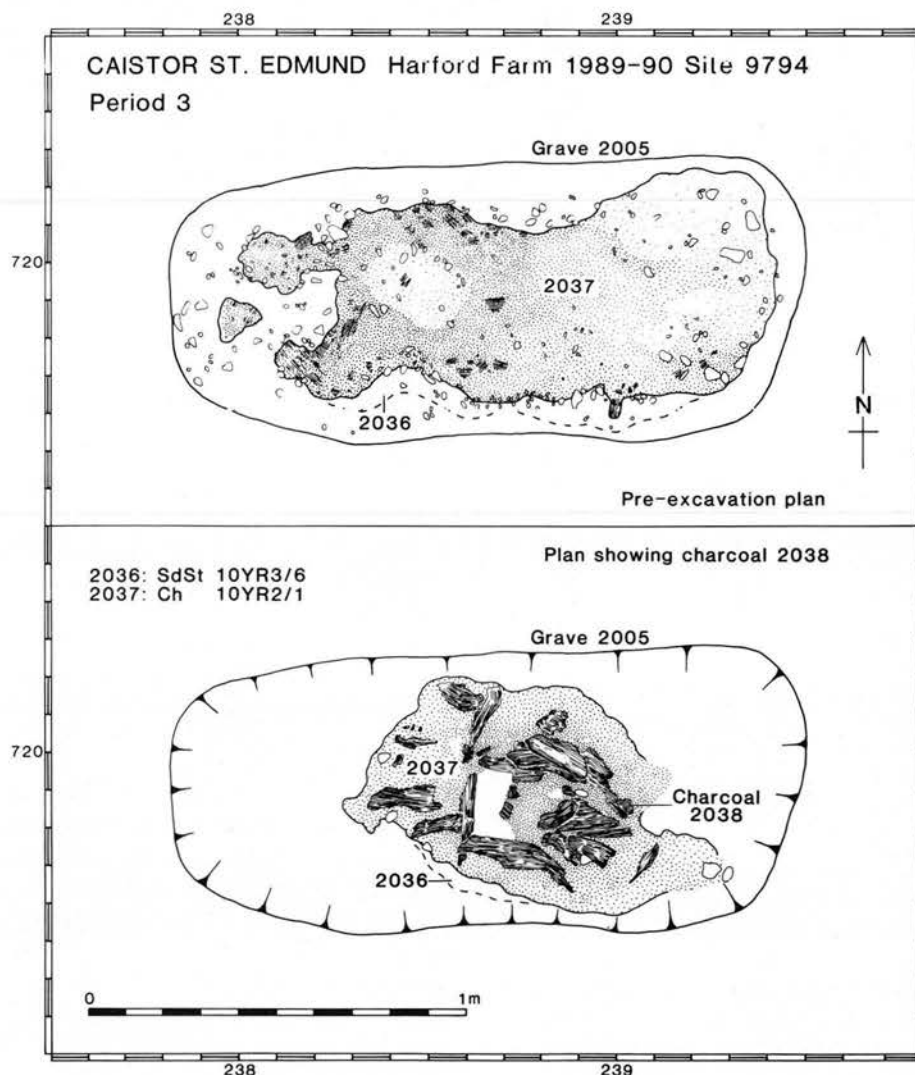 238 239
CAISTOR ST. EDMUND Harford Farm 1989-90 Site 9794
Period 3
Grave 2005
720
2037
N
2036
Pre-excavation plan
Plan showing charcoal 2038
2036: SdSt 10YR3/6
2037: Ch 10YR2/1
Grave 2005
720
2037
Charcoal
2038
2036
0 1m
238 239